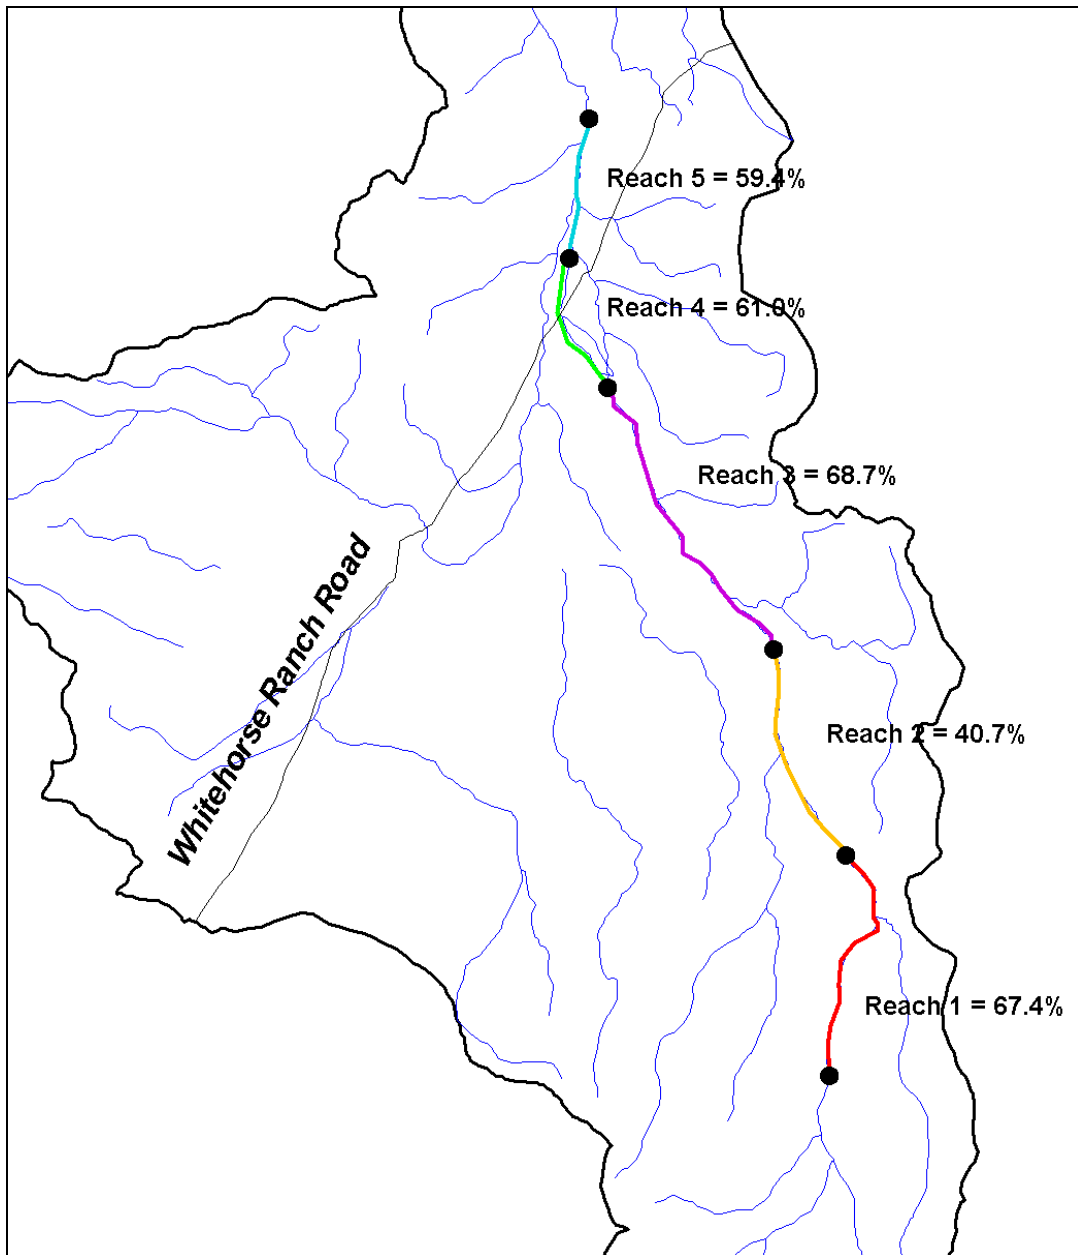 Reach 5 = 59.4%
Reach 4 = 61.0%
Reach 3 = 68.7%
Whitehorse Ranch Road
Reach 2 = 40.7%
Reach 1 = 67.4%